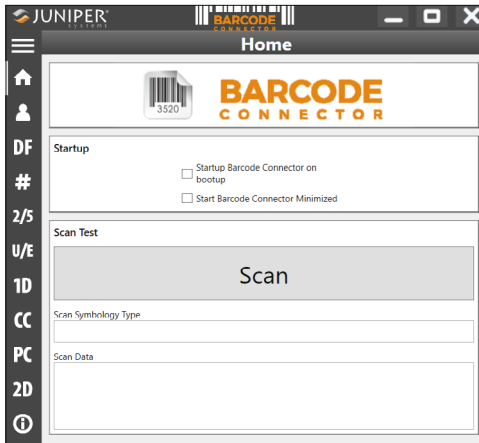 JUNIPER
systems
BARCODE
CONNECTOR
Home
3520
BARCODE
CONNECTOR
DF
#
2/5
U/E
1D
CC
PC
2D
Startup
Startup Barcode Connector on
bootup
Start Barcode Connector Minimized
Scan Test
Scan
Scan Symbology Type
Scan Data